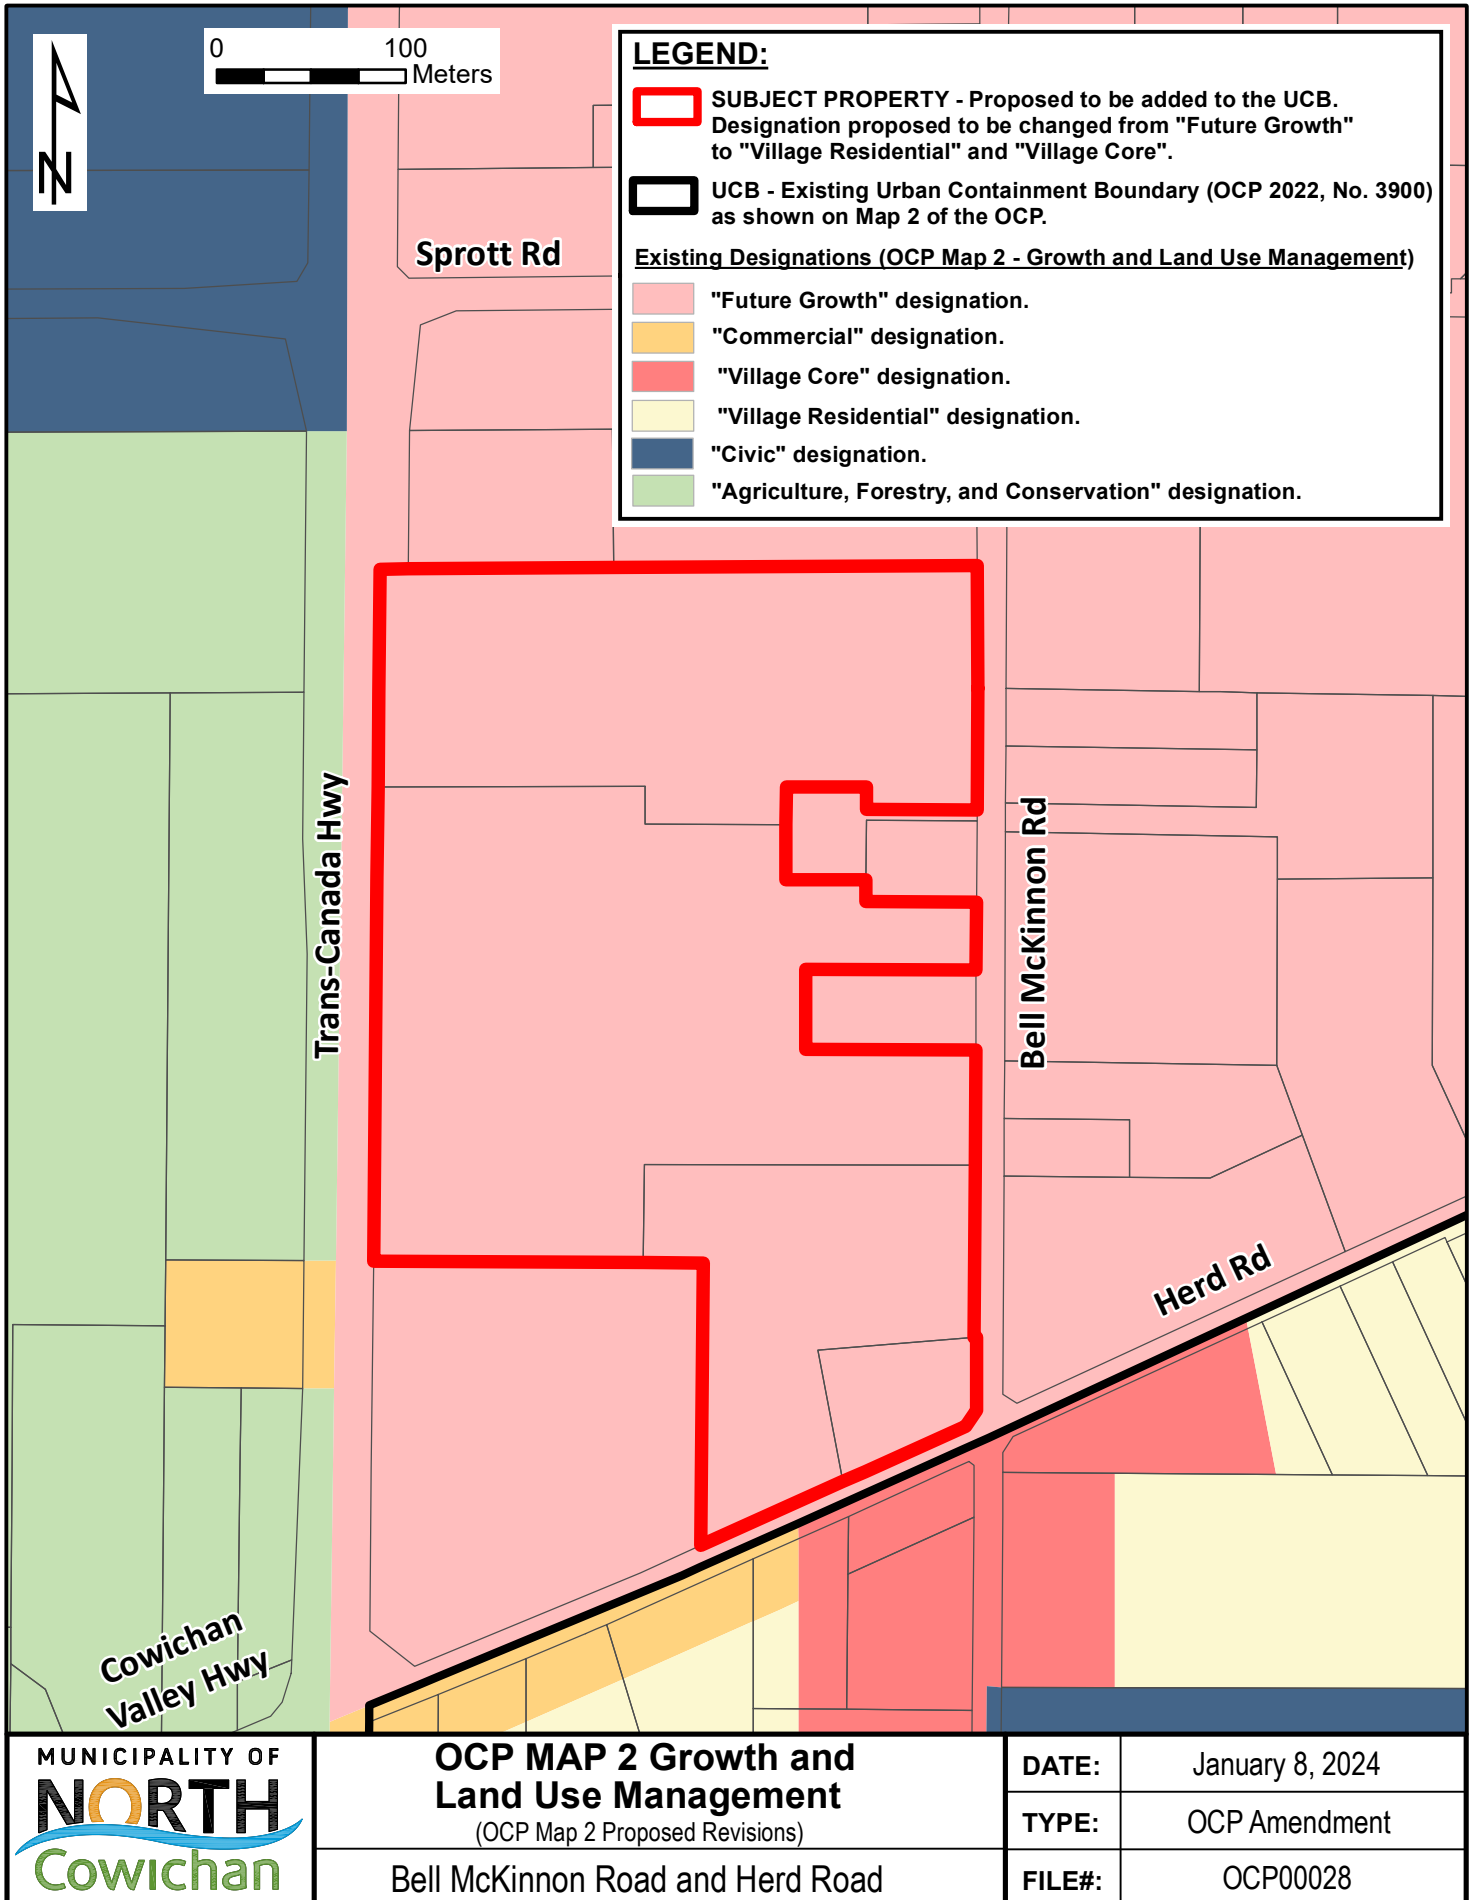 0 100
Meters
N
LEGEND:
SUBJECT PROPERTY - Proposed to be added to the UCB.
Designation proposed to be changed from "Future Growth"
to "Village Residential" and "Village Core".
UCB - Existing Urban Containment Boundary (OCP 2022, No. 3900)
as shown on Map 2 of the OCP.
Existing Designations (OCP Map 2 - Growth and Land Use Management)
"Future Growth" designation.
"Commercial" designation.
"Village Core" designation.
"Village Residential" designation.
"Civic" designation.
"Agriculture, Forestry, and Conservation" designation.
Sprott Rd
Trans-Canada Hwy
Bell McKinnon Rd
Herd Rd
Cowichan
Valley Hwy
MUNICIPALITY OF
NORTH
Cowichan
OCP MAP 2 Growth and
Land Use Management
(OCP Map 2 Proposed Revisions)
Bell McKinnon Road and Herd Road
DATE: January 8, 2024
TYPE: OCP Amendment
FILE#: OCP00028